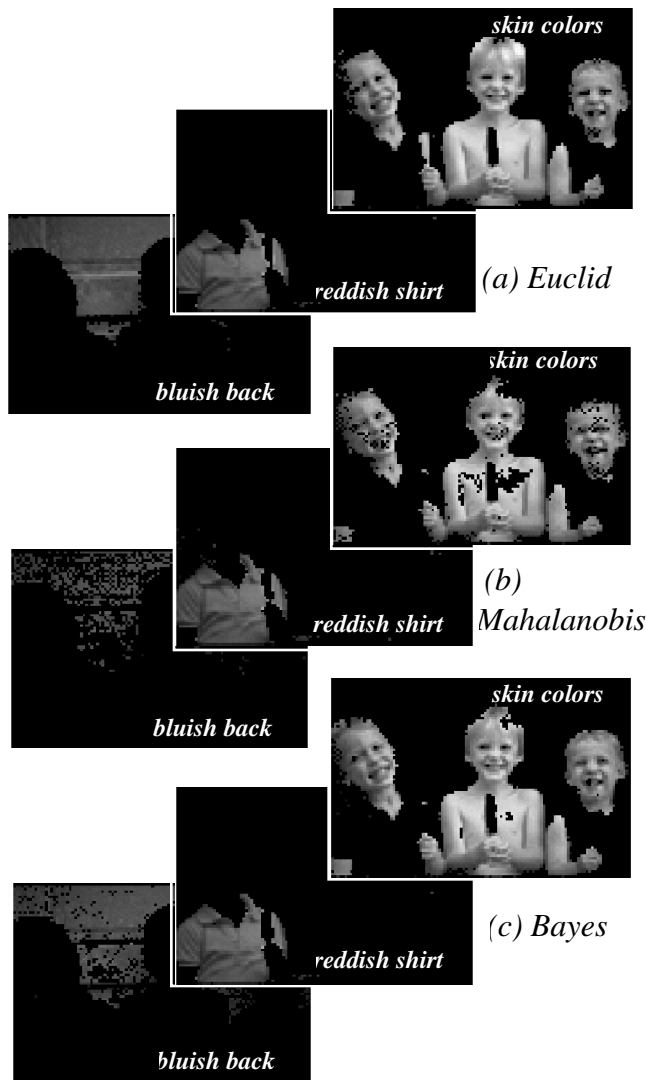 skin colors
reddish shirt
(a) Euclid
bluish back
skin colors
(b)
Mahalanobis
reddish shirt
bluish back
skin colors
(c) Bayes
reddish shirt
bluish back